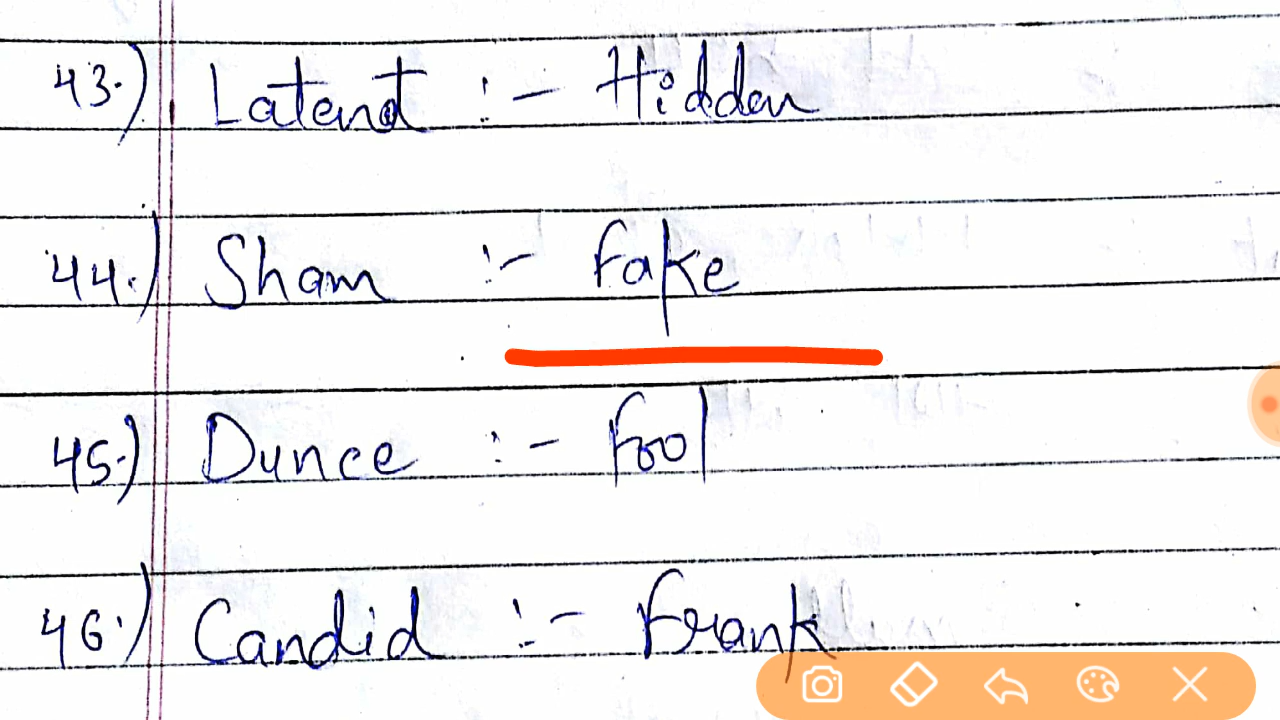 43.) Latent :- Hidden
44.) Sham :- Fake
45.) Dunce :- Fool
46.) Candid :- Frank